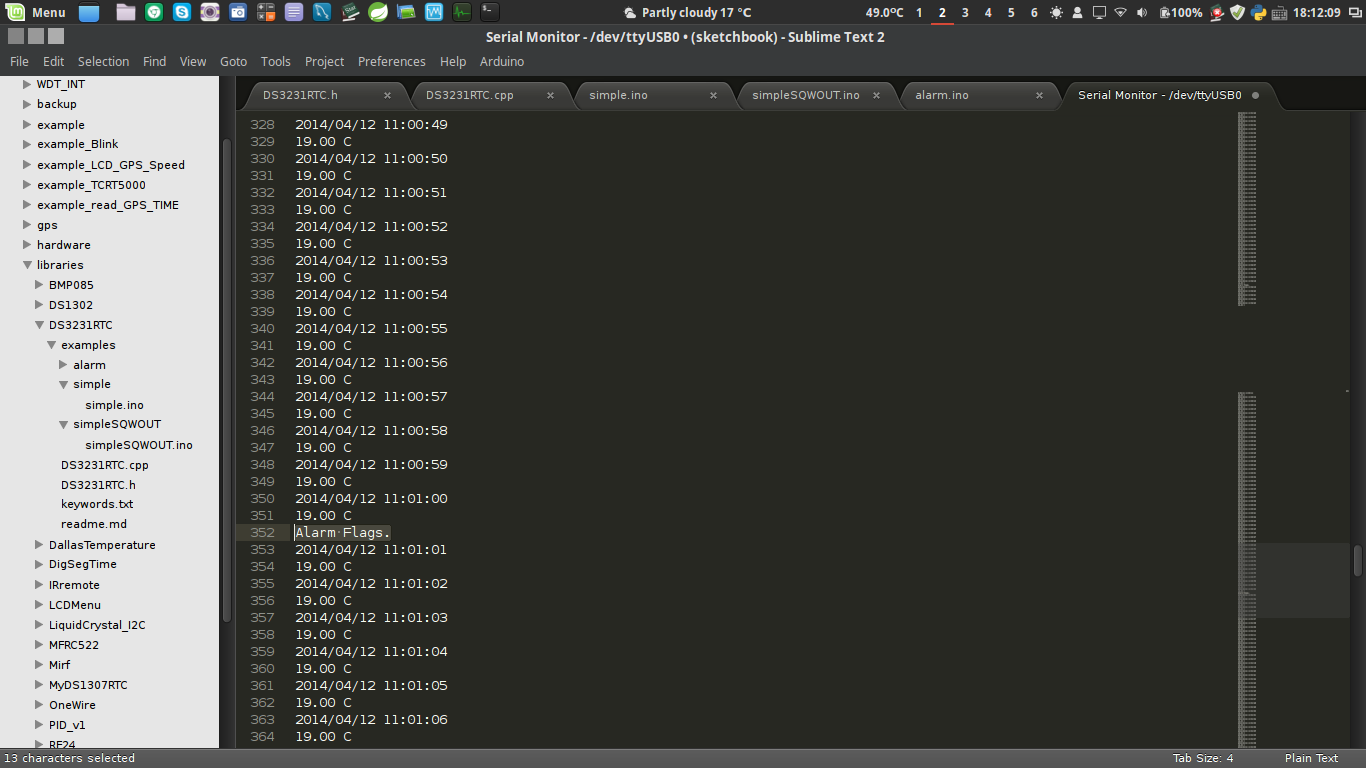 Menu
Partly cloudy 17 °C
49.0ºC 1 2 3 4 5 6
100%
18:12:09
Serial Monitor - /dev/ttyUSB0 • (sketchbook) - Sublime Text 2
File Edit Selection Find View Goto Tools Project Preferences Help Arduino
WDT_INT
backup
example
example_Blink
example_LCD_GPS_Speed
example_TCRT5000
example_read_GPS_TIME
gps
hardware
libraries
BMP085
DS1302
DS3231RTC
examples
alarm
simple
simple.ino
simpleSQWOUT
simpleSQWOUT.ino
DS3231RTC.cpp
DS3231RTC.h
keywords.txt
readme.md
DallasTemperature
DigSegTime
IRremote
LCDMenu
LiquidCrystal_I2C
MFRC522
Mirf
MyDS1307RTC
OneWire
PID_v1
RF24
DS3231RTC.h × DS3231RTC.cpp × simple.ino × simpleSQWOUT.ino × alarm.ino × Serial Monitor - /dev/ttyUSB0 •
328 2014/04/12 11:00:49
329 19.00 C
330 2014/04/12 11:00:50
331 19.00 C
332 2014/04/12 11:00:51
333 19.00 C
334 2014/04/12 11:00:52
335 19.00 C
336 2014/04/12 11:00:53
337 19.00 C
338 2014/04/12 11:00:54
339 19.00 C
340 2014/04/12 11:00:55
341 19.00 C
342 2014/04/12 11:00:56
343 19.00 C
344 2014/04/12 11:00:57
345 19.00 C
346 2014/04/12 11:00:58
347 19.00 C
348 2014/04/12 11:00:59
349 19.00 C
350 2014/04/12 11:01:00
351 19.00 C
352 Alarm Flags.
353 2014/04/12 11:01:01
354 19.00 C
355 2014/04/12 11:01:02
356 19.00 C
357 2014/04/12 11:01:03
358 19.00 C
359 2014/04/12 11:01:04
360 19.00 C
361 2014/04/12 11:01:05
362 19.00 C
363 2014/04/12 11:01:06
364 19.00 C
13 characters selected
Tab Size: 4
Plain Text